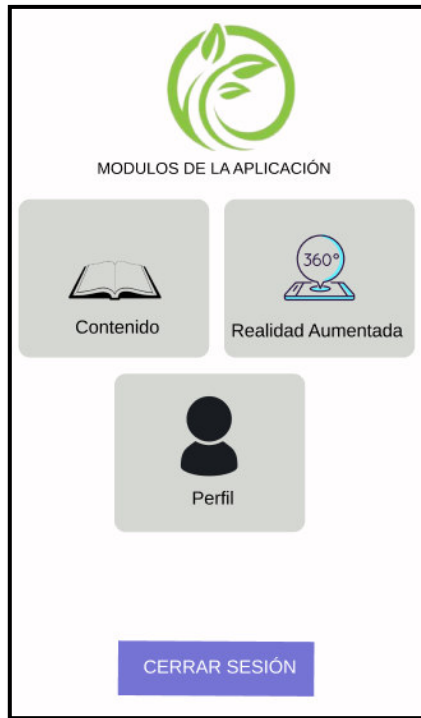 MODULOS DE LA APLICACIÓN
360°
Contenido
Realidad Aumentada
Perfil
CERRAR SESIÓN